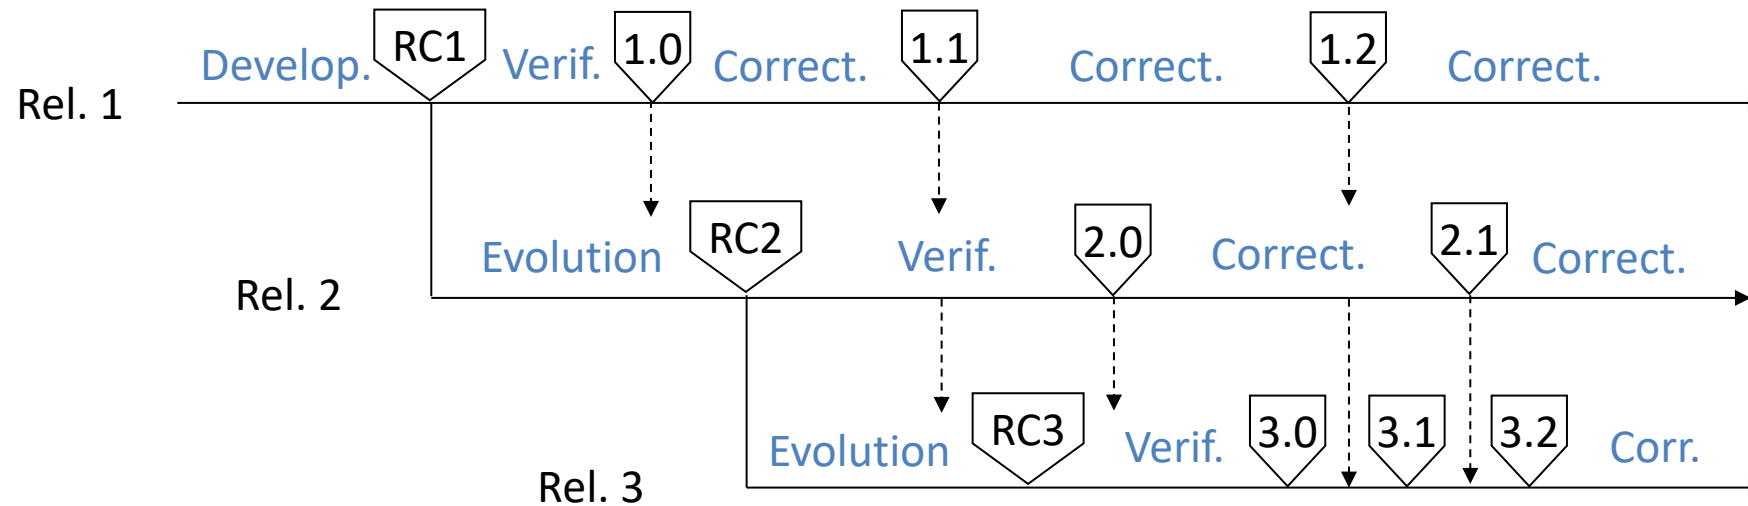 Develop. RC1 Verif. 1.0 Correct. 1.1 Correct. 1.2 Correct.
Rel. 1
Evolution RC2 Verif. 2.0 Correct. 2.1 Correct.
Rel. 2
Evolution RC3 Verif. 3.0 3.1 3.2 Corr.
Rel. 3